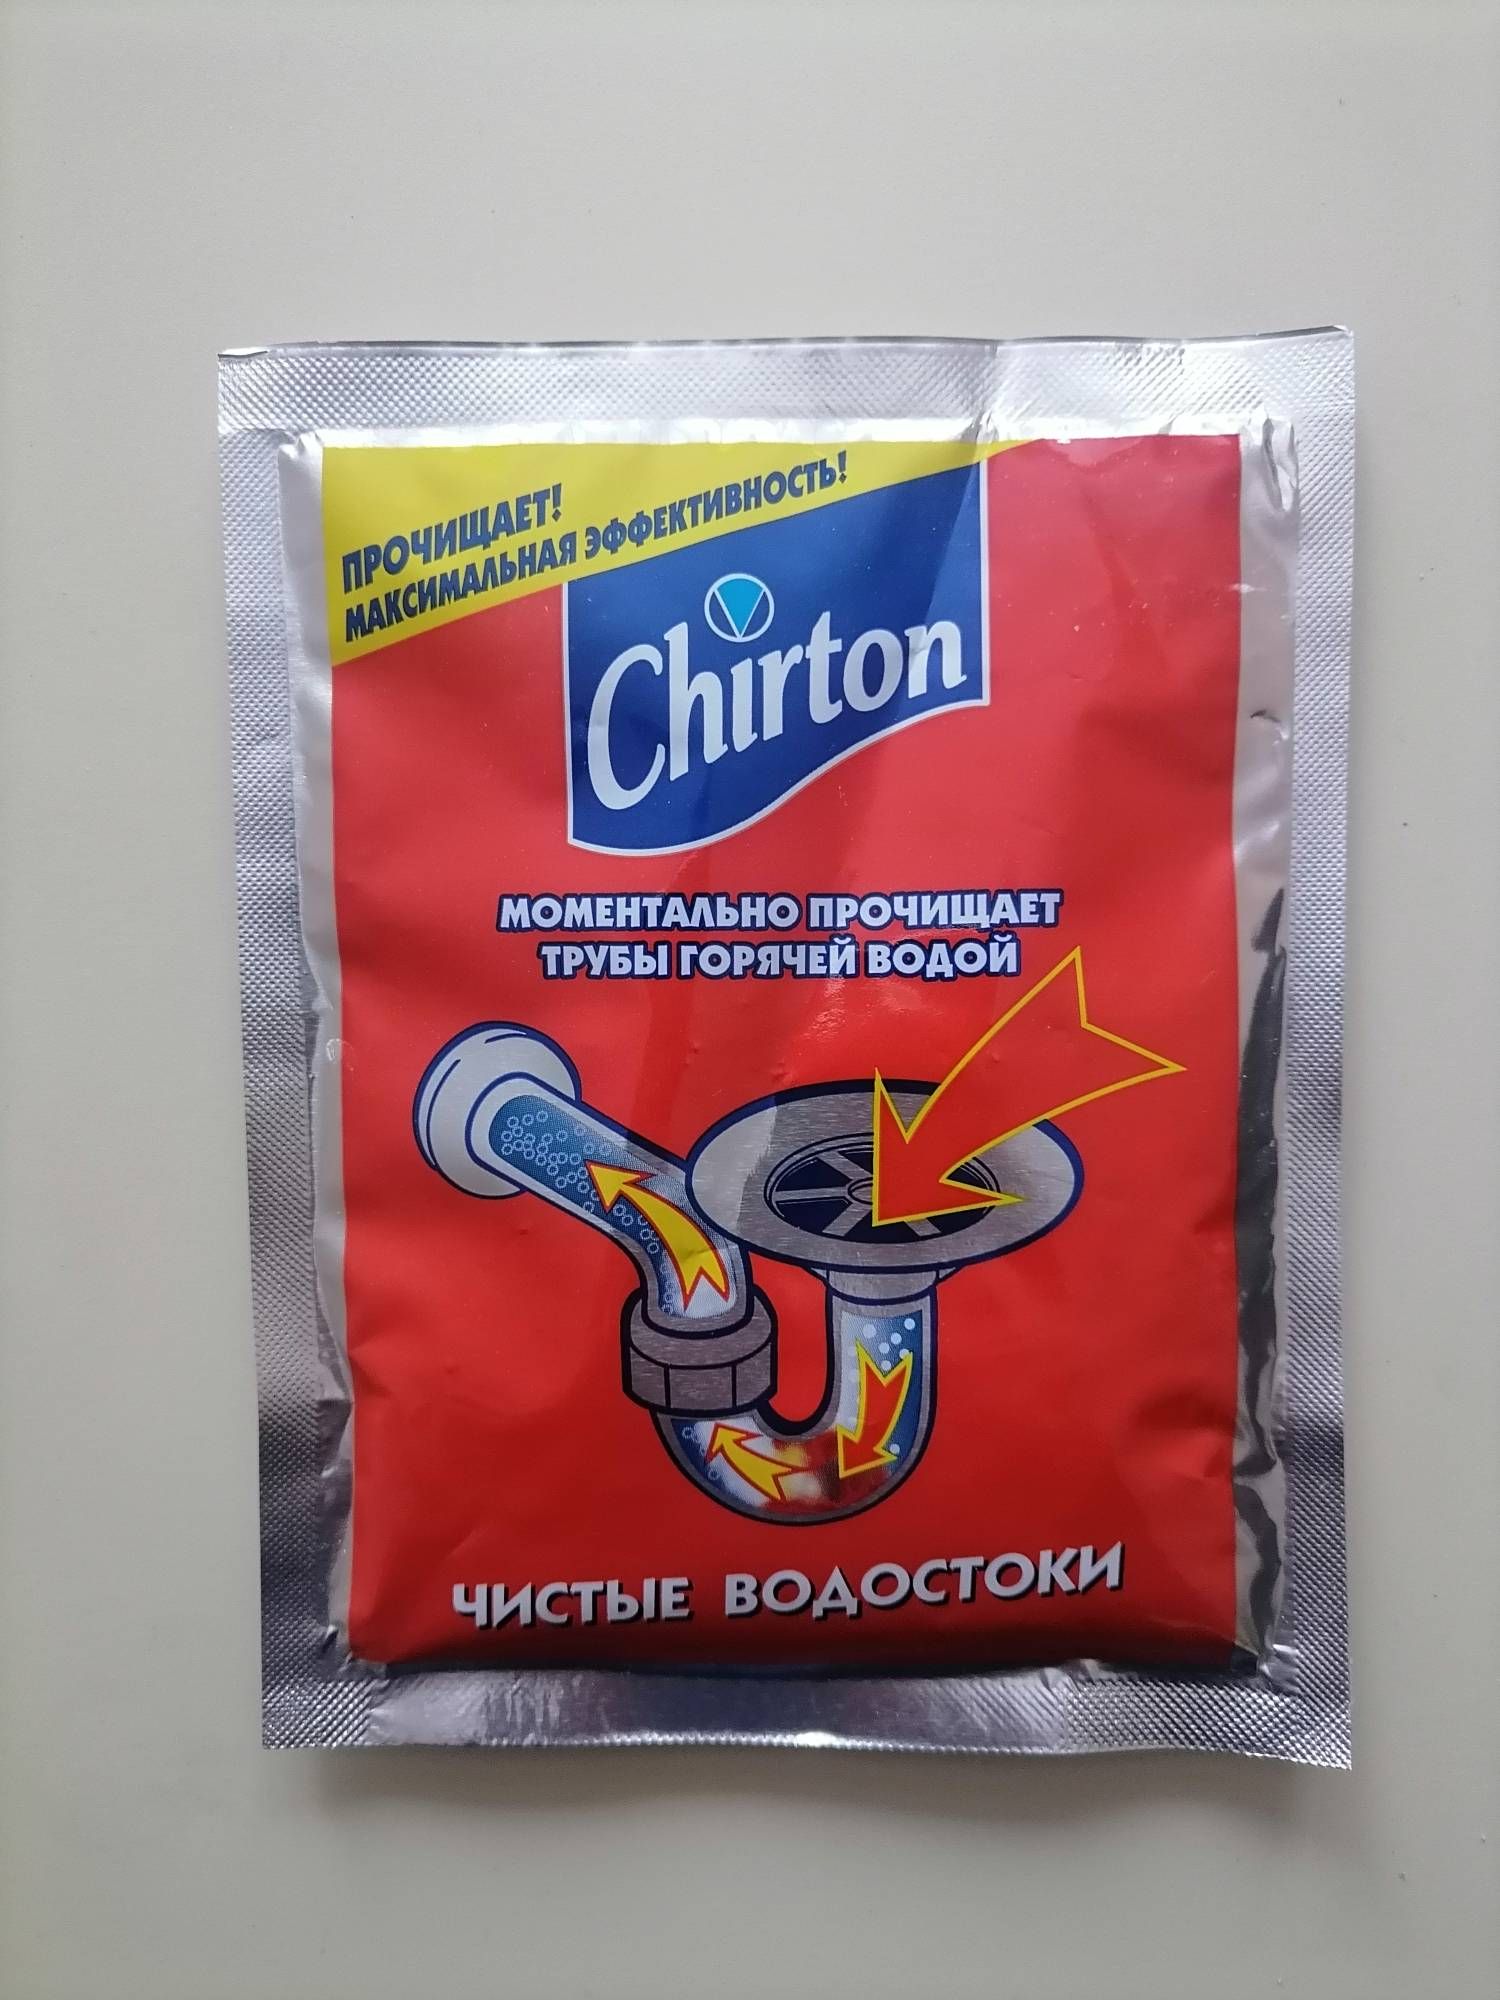 ПРОЧИЩАЕТ!
МАКСИМАЛЬНАЯ ЭФФЕКТИВНОСТЬ!
Chirton
МОМЕНТАЛЬНО ПРОЧИЩАЕТ
ТРУБЫ ГОРЯЧЕЙ ВОДОЙ
ЧИСТЫЕ ВОДОСТОКИ